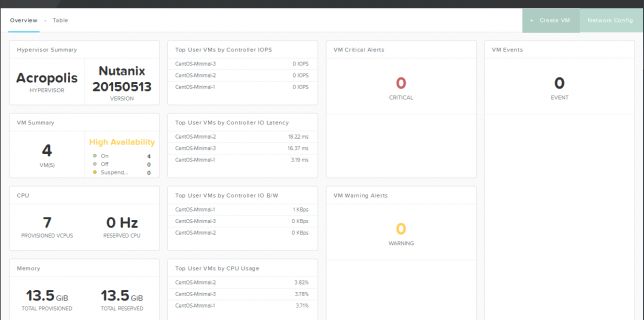 Overview · Table
+ Create VM Network Config
Hypervisor Summary
Acropolis
HYPERVISOR
Nutanix
20150513
VERSION
VM Summary
4
VM(S)
High Availability
On 4
Off 0
Suspend... 0
CPU
7
PROVISIONED VCPUS
0 Hz
RESERVED CPU
Memory
13.5 GiB
TOTAL PROVISIONED
13.5 GiB
TOTAL RESERVED
Top User VMs by Controller IOPS
CentOS-Minimal-3 0 IOPS
CentOS-Minimal-2 0 IOPS
CentOS-Minimal-1 0 IOPS
Top User VMs by Controller IO Latency
CentOS-Minimal-2 18.22 ms
CentOS-Minimal-3 16.37 ms
CentOS-Minimal-1 3.19 ms
Top User VMs by Controller IO B/W
CentOS-Minimal-1 1 KBps
CentOS-Minimal-3 0 KBps
CentOS-Minimal-2 0 KBps
Top User VMs by CPU Usage
CentOS-Minimal-2 3.82%
CentOS-Minimal-3 3.78%
CentOS-Minimal-1 3.71%
VM Critical Alerts
0
CRITICAL
VM Warning Alerts
0
WARNING
VM Events
0
EVENT